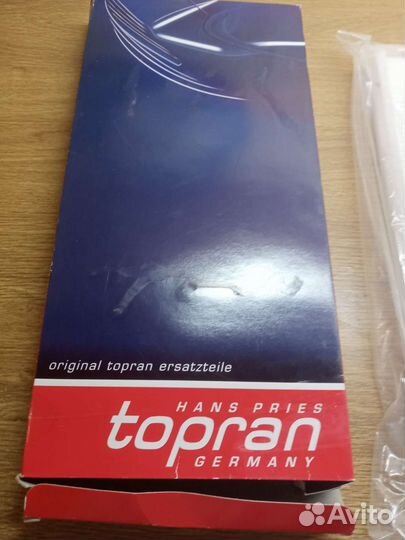 original topran ersatzteile
HANS PRIES
topran
GERMANY
Avito